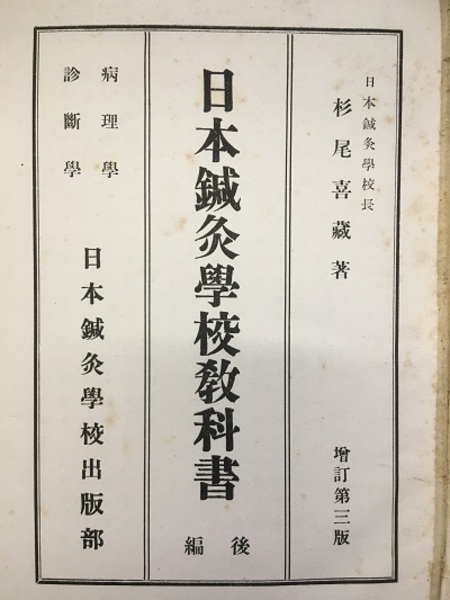 日本鍼灸學校長
杉尾喜藏著
增訂第三版
日本鍼灸學校敎科書
後編
病理學
診斷學
日本鍼灸學校出版部